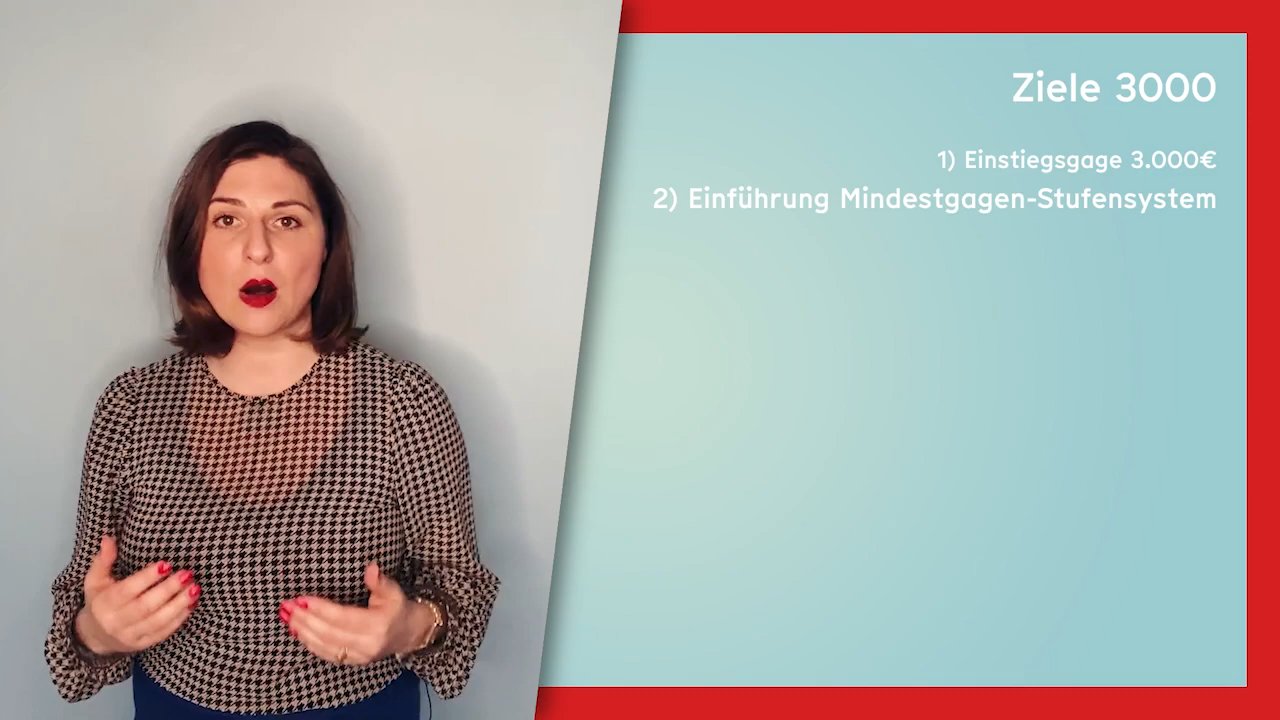 Ziele 3000
1) Einstiegsgage 3.000€
2) Einführung Mindestgagen-Stufensystem